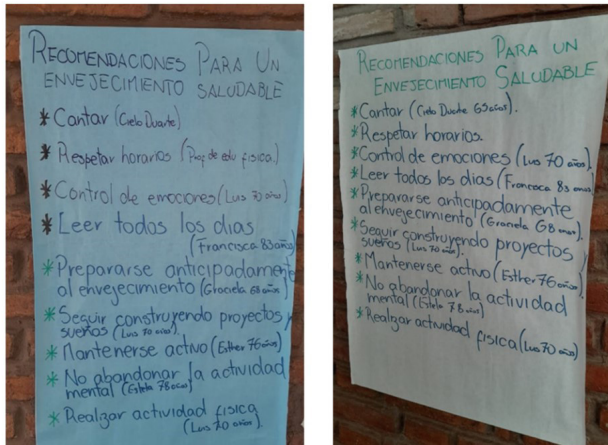 RECOMENDACIONES PARA UN
ENVEJECIMIENTO SALUDABLE
* Cantar (Cielo Duarte)
* Respetar horarios (Prof. de edu fisica.)
* Control de emociones (Luis 70 años)
* Leer todos los dias
(Francisca 83 años)
* Prepararse anticipadamente
al envejecimiento (Graciela 68 años)
* Seguir construyendo proyectos y
sueños (Luis 70 años).
* Mantenerse activo (Esther 76 años)
* No abandonar la actividad
mental (Estela 78 años)
* Realizar actividad fisica
(Luis 70 años).
RECOMENDACIONES PARA UN
ENVEJECIMIENTO SALUDABLE
* Cantar (Cielo Duarte 65 años).
* Respetar horarios.
* Control de emociones (Luis 70 años).
* Leer todos los dias (Francisca 83 años)
* Prepararse anticipadamente
al envejecimiento (Graciela 68 años).
* Seguir construyendo proyectos y
sueños (Luis 70 años).
* Mantenerse activo (Esther 76 años)
* No abandonar la actividad
mental (Estela 78 años)
* Realizar actividad fisica (Luis 70 años)